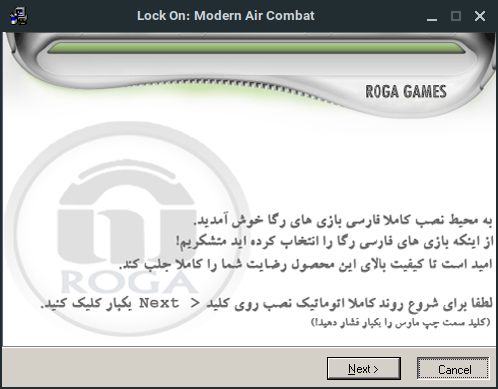 Lock On: Modern Air Combat
ROGA GAMES
ROGA
به محیط نصب کاملا فارسی بازی های رگا خوش آمدید.
از اینکه بازی های فارسی رگا را انتخاب کرده اید متشکریم!
امید است تا کیفیت بالای این محصول رضایت شما را کاملا جلب کند.
لطفا برای شروع روند کاملا اتوماتیک نصب روی کلید < Next یکبار کلیک کنید.
(کلید سمت چپ مارس را یکبار فشار دهید!)
Next >
Cancel